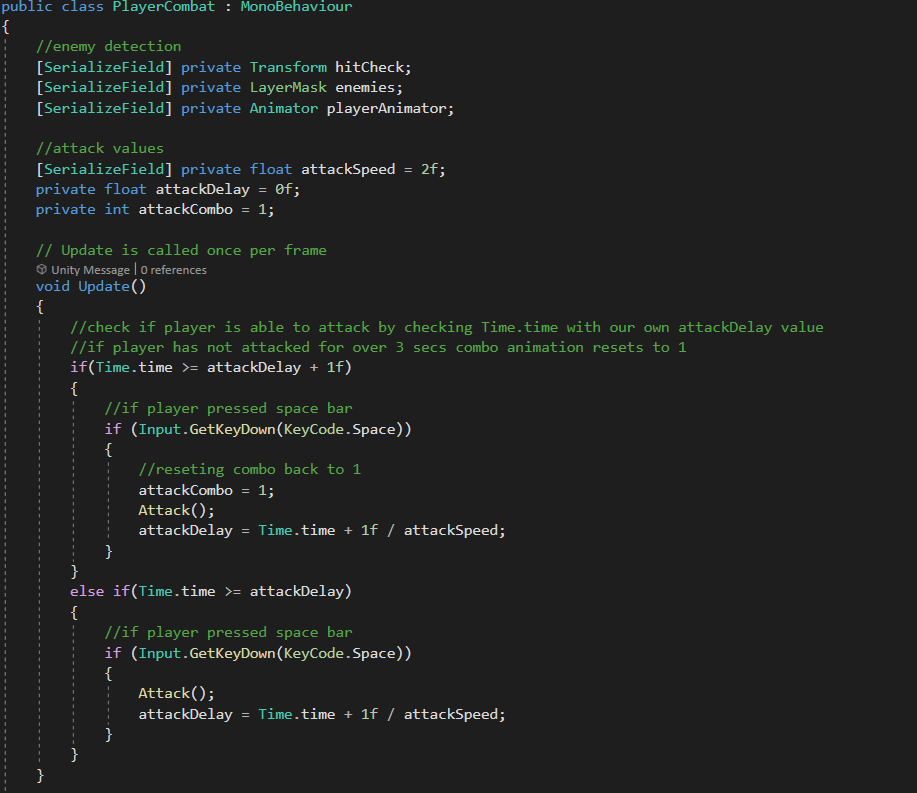 public class PlayerCombat : MonoBehaviour
{
//enemy detection
[SerializeField] private Transform hitCheck;
[SerializeField] private LayerMask enemies;
[SerializeField] private Animator playerAnimator;
//attack values
[SerializeField] private float attackSpeed = 2f;
private float attackDelay = 0f;
private int attackCombo = 1;
// Update is called once per frame
Unity Message | 0 references
void Update()
{
//check if player is able to attack by checking Time.time with our own attackDelay value
//if player has not attacked for over 3 secs combo animation resets to 1
if(Time.time >= attackDelay + 1f)
{
//if player pressed space bar
if (Input.GetKeyDown(KeyCode.Space))
{
//reseting combo back to 1
attackCombo = 1;
Attack();
attackDelay = Time.time + 1f / attackSpeed;
}
}
else if(Time.time >= attackDelay)
{
//if player pressed space bar
if (Input.GetKeyDown(KeyCode.Space))
{
Attack();
attackDelay = Time.time + 1f / attackSpeed;
}
}
}